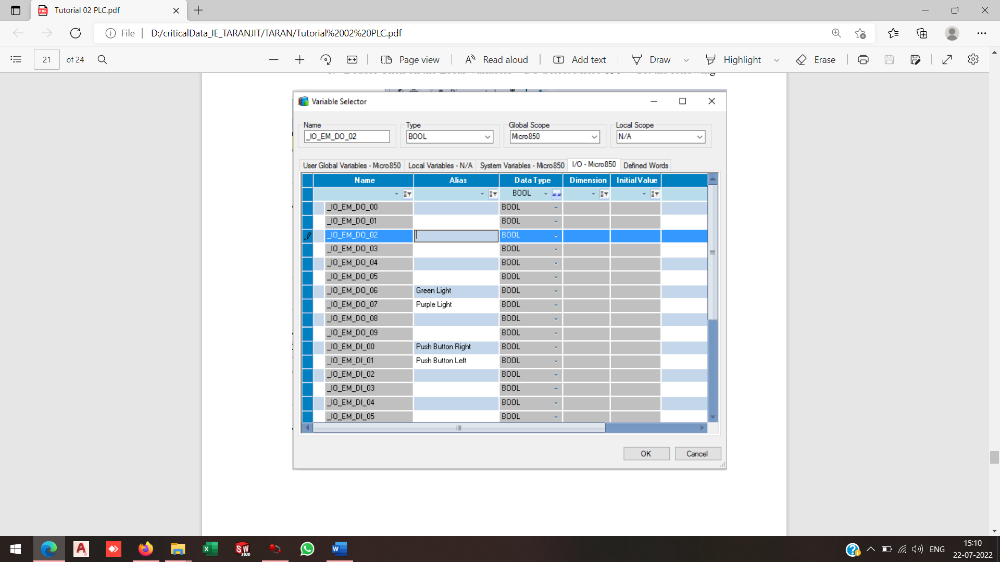 Tutorial 02 PLC.pdf
File
D:/criticalData_IE_TARANJIT/TARAN/Tutorial%2002%20PLC.pdf
21 of 24
Page view
Read aloud
Add text
Draw
Highlight
Erase
Variable Selector
Name Type Global Scope Local Scope
_IO_EM_DO_02 BOOL Micro850 N/A
User Global Variables - Micro850 Local Variables - N/A System Variables - Micro850 I/O - Micro850 Defined Words
Name Alias Data Type Dimension Initial Value
BOOL
_IO_EM_DO_00 BOOL
_IO_EM_DO_01 BOOL
_IO_EM_DO_02 BOOL
_IO_EM_DO_03 BOOL
_IO_EM_DO_04 BOOL
_IO_EM_DO_05 BOOL
_IO_EM_DO_06 Green Light BOOL
_IO_EM_DO_07 Purple Light BOOL
_IO_EM_DO_08 BOOL
_IO_EM_DO_09 BOOL
_IO_EM_DI_00 Push Button Right BOOL
_IO_EM_DI_01 Push Button Left BOOL
_IO_EM_DI_02 BOOL
_IO_EM_DI_03 BOOL
_IO_EM_DI_04 BOOL
_IO_EM_DI_05 BOOL
OK Cancel
ENG
15:10
22-07-2022